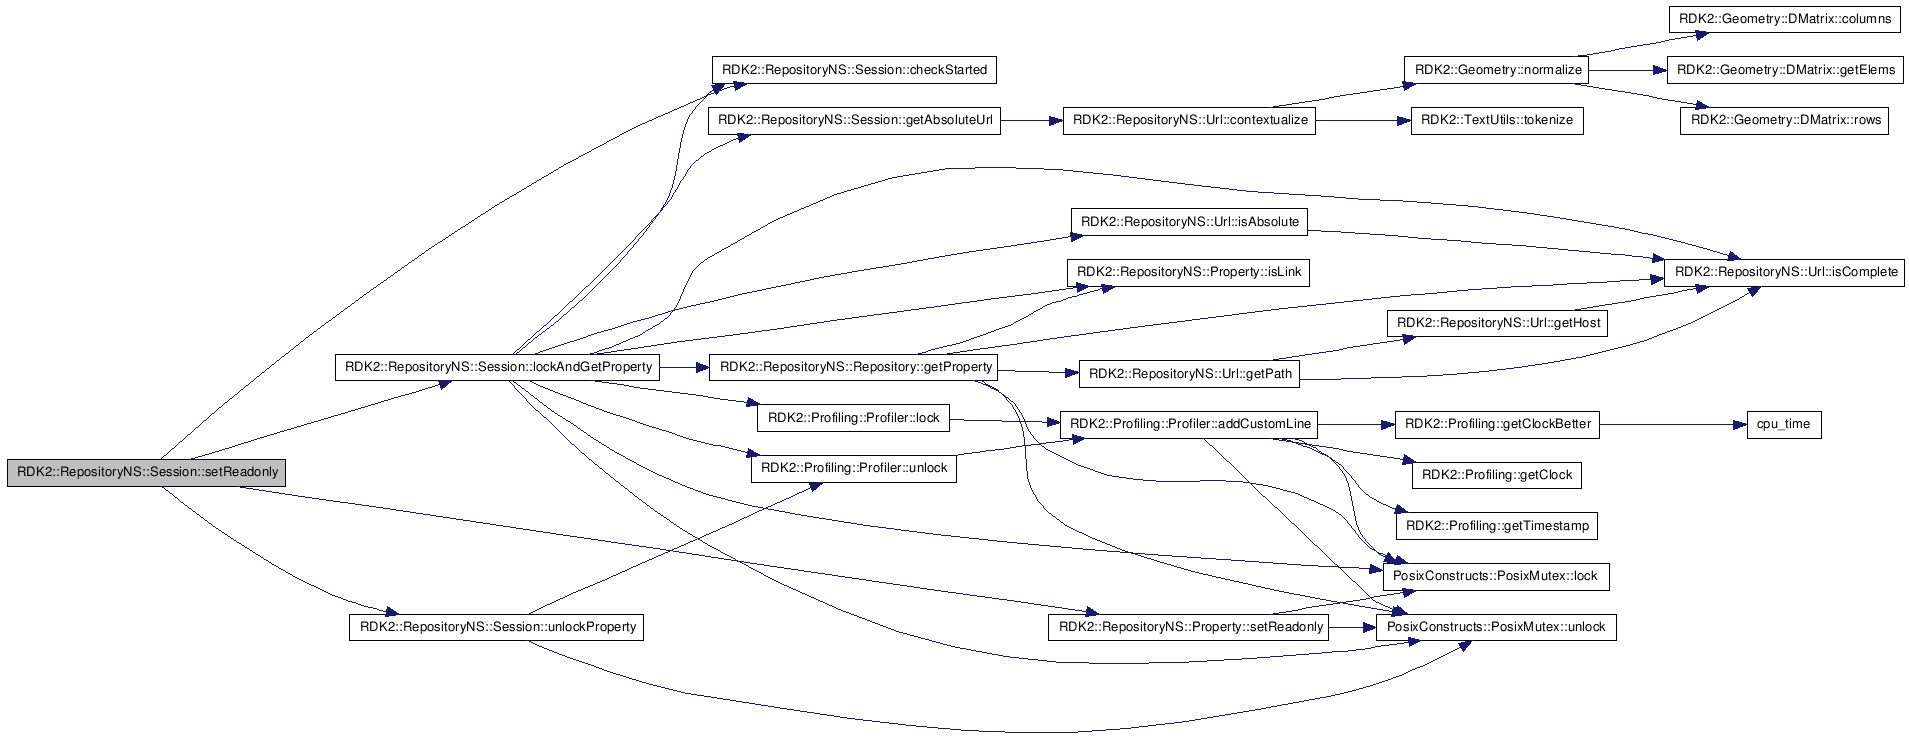 RDK2::Geometry::DMatrix::columns
RDK2::RepositoryNS::Session::checkStarted
RDK2::Geometry::normalize
RDK2::Geometry::DMatrix::getElems
RDK2::RepositoryNS::Session::getAbsoluteUrl
RDK2::RepositoryNS::Url::contextualize
RDK2::TextUtils::tokenize
RDK2::Geometry::DMatrix::rows
RDK2::RepositoryNS::Url::isAbsolute
RDK2::RepositoryNS::Property::isLink
RDK2::RepositoryNS::Url::isComplete
RDK2::RepositoryNS::Url::getHost
RDK2::RepositoryNS::Session::lockAndGetProperty
RDK2::RepositoryNS::Repository::getProperty
RDK2::RepositoryNS::Url::getPath
RDK2::Profiling::Profiler::lock
RDK2::Profiling::Profiler::addCustomLine
RDK2::Profiling::getClockBetter
cpu_time
RDK2::RepositoryNS::Session::setReadonly
RDK2::Profiling::Profiler::unlock
RDK2::Profiling::getClock
RDK2::Profiling::getTimestamp
PosixConstructs::PosixMutex::lock
RDK2::RepositoryNS::Session::unlockProperty
RDK2::RepositoryNS::Property::setReadonly
PosixConstructs::PosixMutex::unlock